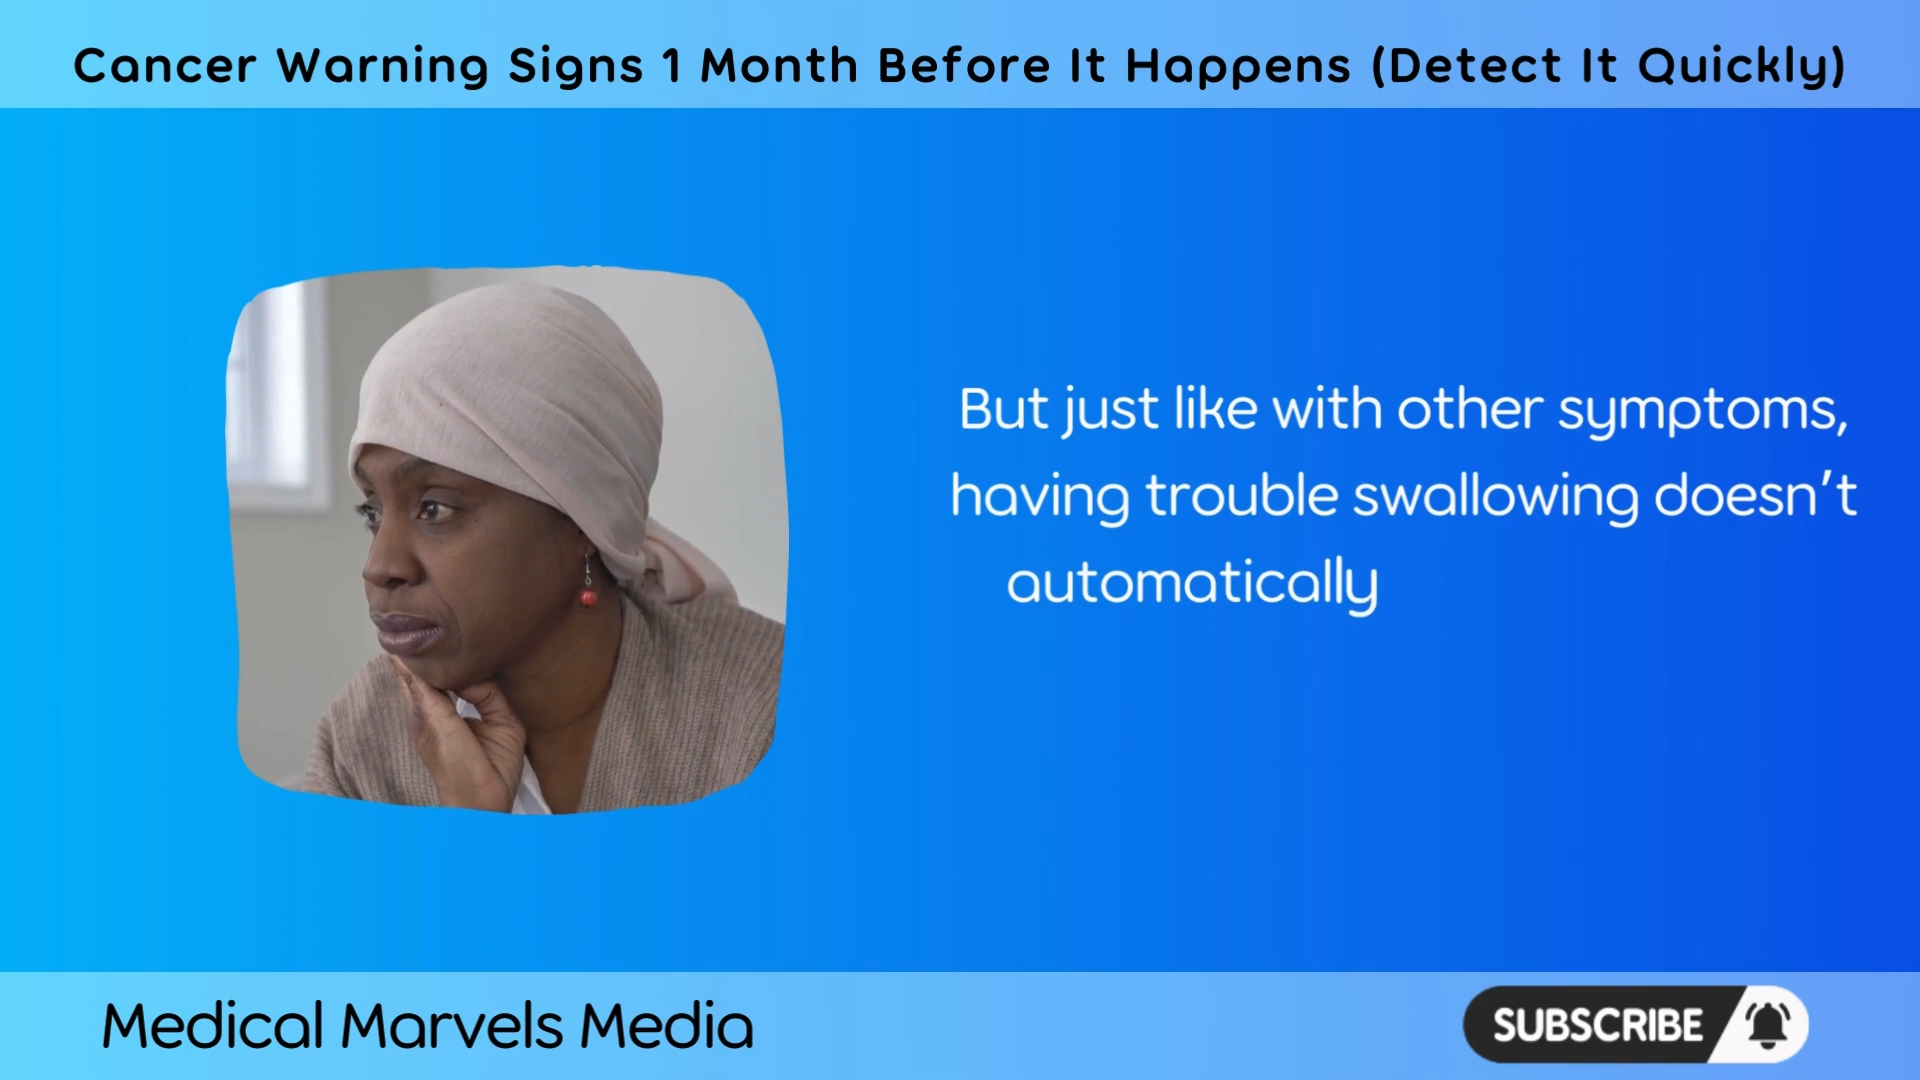 Cancer Warning Signs 1 Month Before It Happens (Detect It Quickly)
But just like with other symptoms,
having trouble swallowing doesn't
automatically
Medical Marvels Media
SUBSCRIBE